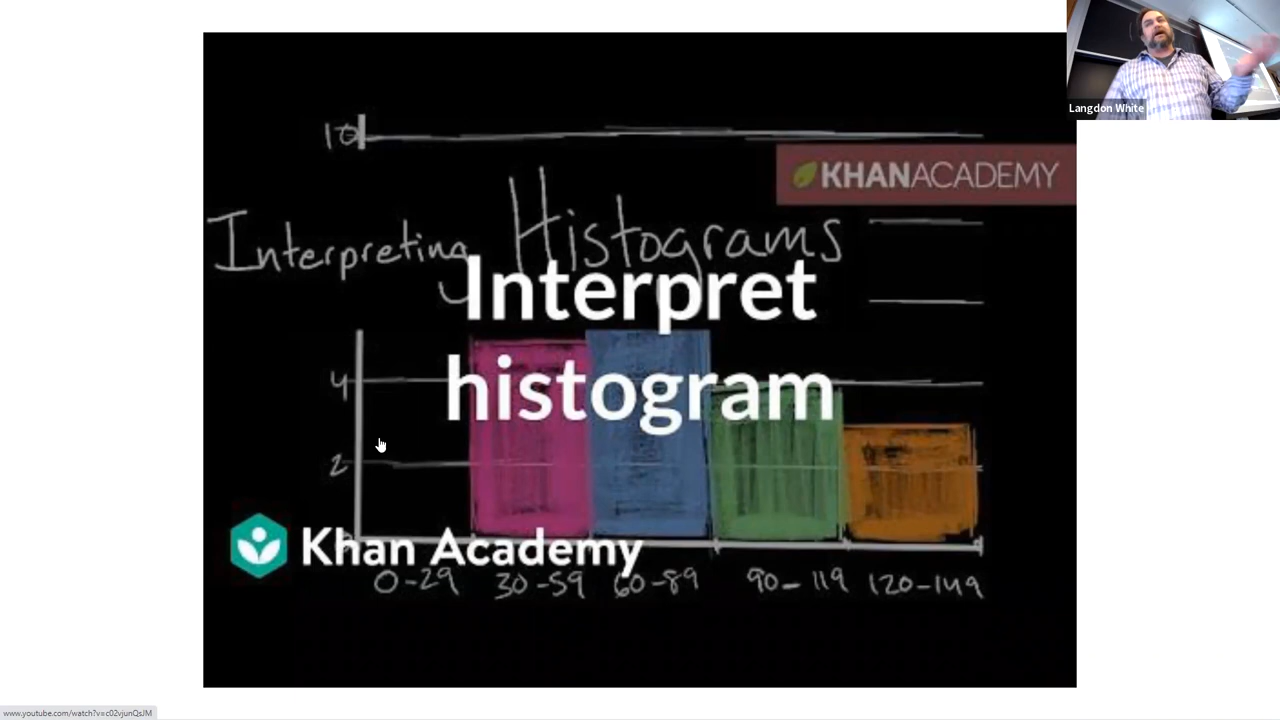 Langdon White
10
KHANACADEMY
Interpreting Histograms
Interpret
histogram
4
2
Khan Academy
0-29 30-59 60-89 90-119 120-149
www.youtube.com/watch?v=c02vjunQsJM